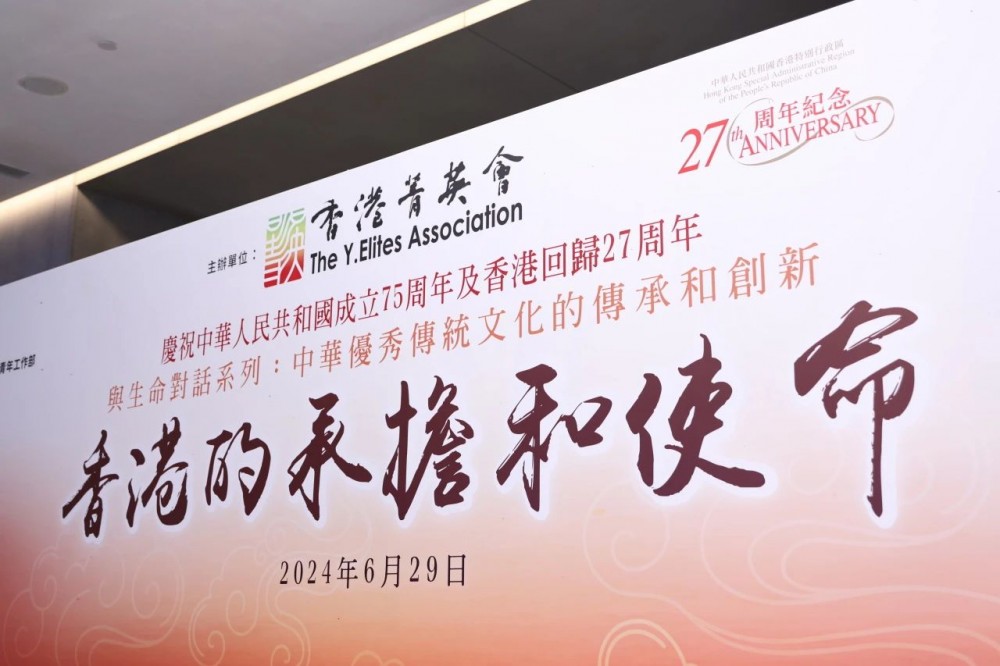 中華人民共和國香港特別行政區
Hong Kong Special Administrative Region
of the People's Republic of China
27th 周年紀念
ANNIVERSARY
主辦單位：
香港菁英會
The Y.Elites Association
慶祝中華人民共和國成立75周年及香港回歸27周年
與生命對話系列：中華優秀傳統文化的傳承和創新
青年工作部
香港的承擔和使命
2024年6月29日